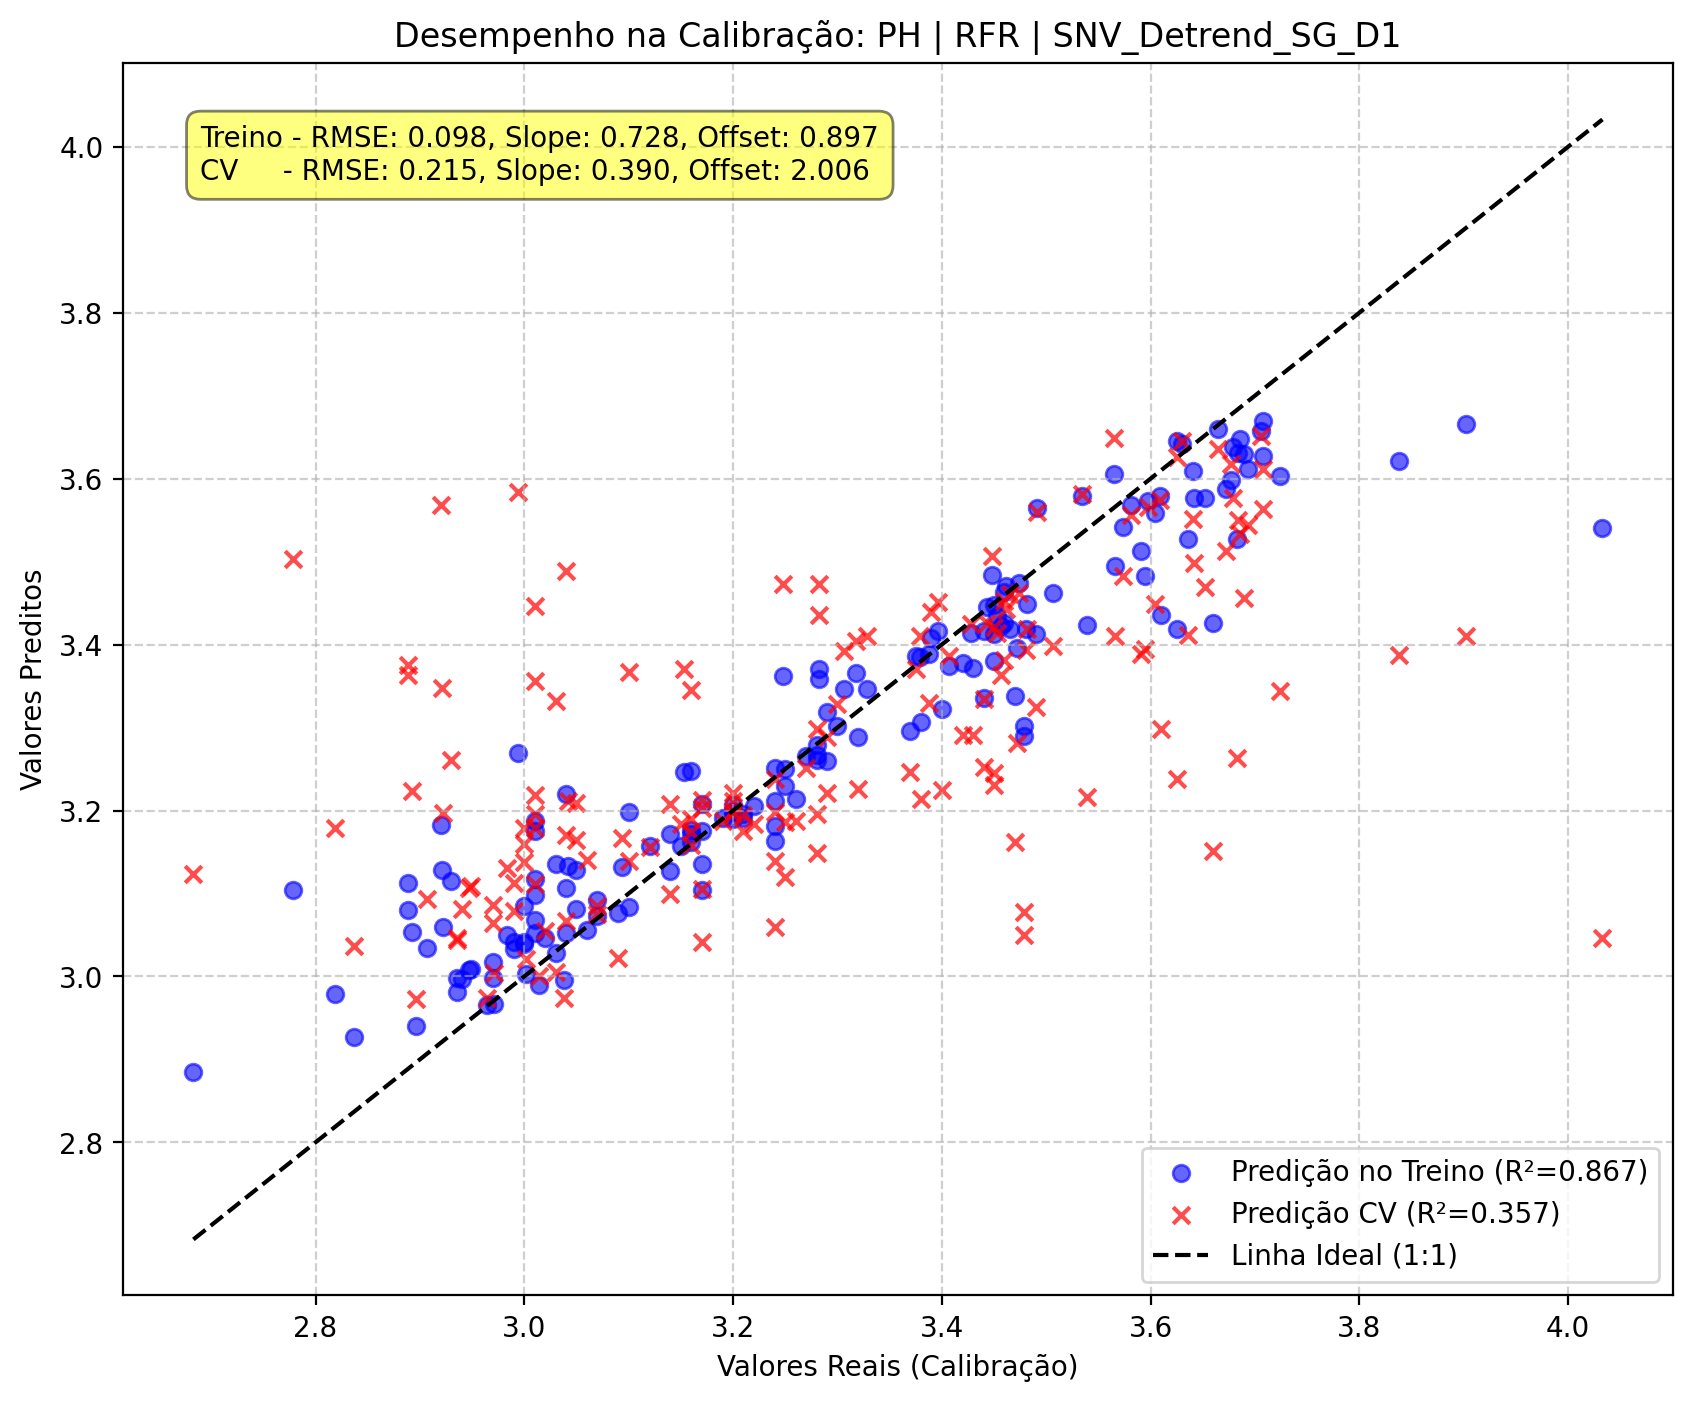 Desempenho na Calibração: PH | RFR | SNV_Detrend_SG_D1
Treino - RMSE: 0.098, Slope: 0.728, Offset: 0.897
CV     - RMSE: 0.215, Slope: 0.390, Offset: 2.006
4.0
3.8
3.6
3.4
3.2
3.0
2.8
Valores Preditos
Predição no Treino (R²=0.867)
Predição CV (R²=0.357)
Linha Ideal (1:1)
2.8 3.0 3.2 3.4 3.6 3.8 4.0
Valores Reais (Calibração)